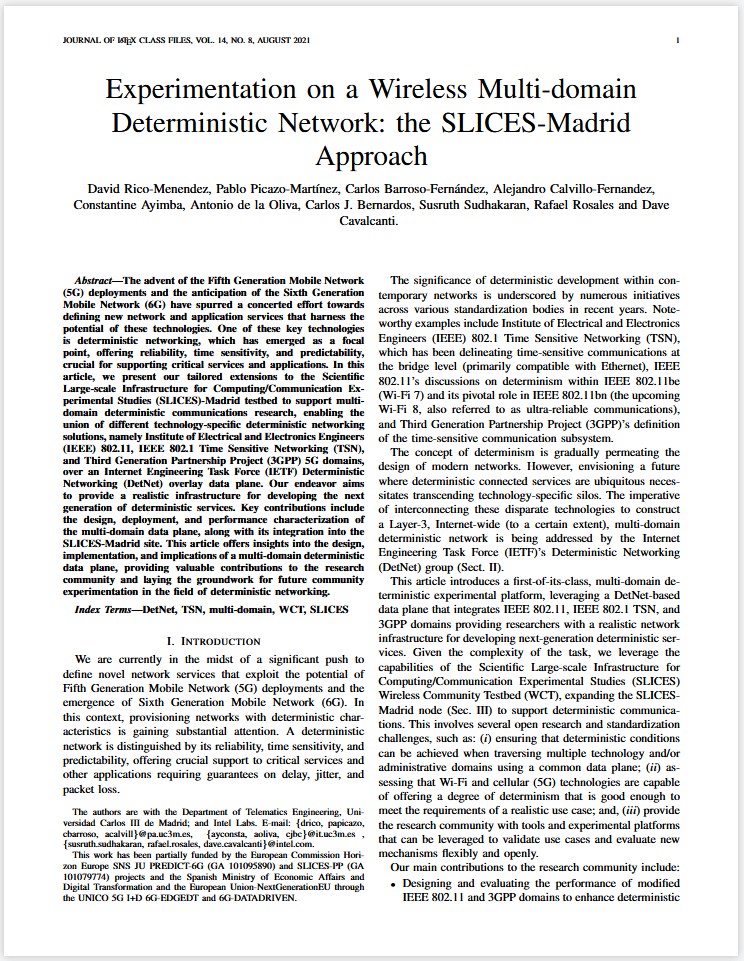 JOURNAL OF LATEX CLASS FILES, VOL. 14, NO. 8, AUGUST 2021
1
Experimentation on a Wireless Multi-domain
Deterministic Network: the SLICES-Madrid
Approach
David Rico-Menendez, Pablo Picazo-Martínez, Carlos Barroso-Fernández, Alejandro Calvillo-Fernandez,
Constantine Ayimba, Antonio de la Oliva, Carlos J. Bernardos, Susruth Sudhakaran, Rafael Rosales and Dave
Cavalcanti.
Abstract—The advent of the Fifth Generation Mobile Network
(5G) deployments and the anticipation of the Sixth Generation
Mobile Network (6G) have spurred a concerted effort towards
defining new network and application services that harness the
potential of these technologies. One of these key technologies
is deterministic networking, which has emerged as a focal
point, offering reliability, time sensitivity, and predictability,
crucial for supporting critical services and applications. In this
article, we present our tailored extensions to the Scientific
Large-scale Infrastructure for Computing/Communication Ex-
perimental Studies (SLICES)-Madrid testbed to support multi-
domain deterministic communications research, enabling the
union of different technology-specific deterministic networking
solutions, namely Institute of Electrical and Electronics Engineers
(IEEE) 802.11, IEEE 802.1 Time Sensitive Networking (TSN),
and Third Generation Partnership Project (3GPP) 5G domains,
over an Internet Engineering Task Force (IETF) Deterministic
Networking (DetNet) overlay data plane. Our endeavor aims
to provide a realistic infrastructure for developing the next
generation of deterministic services. Key contributions include
the design, deployment, and performance characterization of
the multi-domain data plane, along with its integration into the
SLICES-Madrid site. This article offers insights into the design,
implementation, and implications of a multi-domain deterministic
data plane, providing valuable contributions to the research
community and laying the groundwork for future community
experimentation in the field of deterministic networking.
Index Terms—DetNet, TSN, multi-domain, WCT, SLICES
I. INTRODUCTION
We are currently in the midst of a significant push to
define novel network services that exploit the potential of
Fifth Generation Mobile Network (5G) deployments and the
emergence of Sixth Generation Mobile Network (6G). In
this context, provisioning networks with deterministic char-
acteristics is gaining substantial attention. A deterministic
network is distinguished by its reliability, time sensitivity, and
predictability, offering crucial support to critical services and
other applications requiring guarantees on delay, jitter, and
packet loss.
The authors are with the Department of Telematics Engineering, Uni-
versidad Carlos III de Madrid; and Intel Labs. E-mail: {drico, papicazo,
cbarroso, acalvill}@pa.uc3m.es, {ayconsta, aoliva, cjbc}@it.uc3m.es ,
{susruth.sudhakaran, rafael.rosales, dave.cavalcanti}@intel.com.
This work has been partially funded by the European Commission Hori-
zon Europe SNS JU PREDICT-6G (GA 101095890) and SLICES-PP (GA
101079774) projects and the Spanish Ministry of Economic Affairs and
Digital Transformation and the European Union-NextGenerationEU through
the UNICO 5G I+D 6G-EDGEDT and 6G-DATADRIVEN.
The significance of deterministic development within con-
temporary networks is underscored by numerous initiatives
across various standardization bodies in recent years. Note-
worthy examples include Institute of Electrical and Electronics
Engineers (IEEE) 802.1 Time Sensitive Networking (TSN),
which has been delineating time-sensitive communications at
the bridge level (primarily compatible with Ethernet), IEEE
802.11's discussions on determinism within IEEE 802.11be
(Wi-Fi 7) and its pivotal role in IEEE 802.11bn (the upcoming
Wi-Fi 8, also referred to as ultra-reliable communications),
and Third Generation Partnership Project (3GPP)'s definition
of the time-sensitive communication subsystem.
The concept of determinism is gradually permeating the
design of modern networks. However, envisioning a future
where deterministic connected services are ubiquitous neces-
sitates transcending technology-specific silos. The imperative
of interconnecting these disparate technologies to construct
a Layer-3, Internet-wide (to a certain extent), multi-domain
deterministic network is being addressed by the Internet
Engineering Task Force (IETF)'s Deterministic Networking
(DetNet) group (Sect. II).
This article introduces a first-of-its-class, multi-domain de-
terministic experimental platform, leveraging a DetNet-based
data plane that integrates IEEE 802.11, IEEE 802.1 TSN, and
3GPP domains providing researchers with a realistic network
infrastructure for developing next-generation deterministic ser-
vices. Given the complexity of the task, we leverage the
capabilities of the Scientific Large-scale Infrastructure for
Computing/Communication Experimental Studies (SLICES)
Wireless Community Testbed (WCT), expanding the SLICES-
Madrid node (Sec. III) to support deterministic communica-
tions. This involves several open research and standardization
challenges, such as: (i) ensuring that deterministic conditions
can be achieved when traversing multiple technology and/or
administrative domains using a common data plane; (ii) as-
sessing that Wi-Fi and cellular (5G) technologies are capable
of offering a degree of determinism that is good enough to
meet the requirements of a realistic use case; and, (iii) provide
the research community with tools and experimental platforms
that can be leveraged to validate use cases and evaluate new
mechanisms flexibly and openly.
Our main contributions to the research community include:
• Designing and evaluating the performance of modified
IEEE 802.11 and 3GPP domains to enhance deterministic